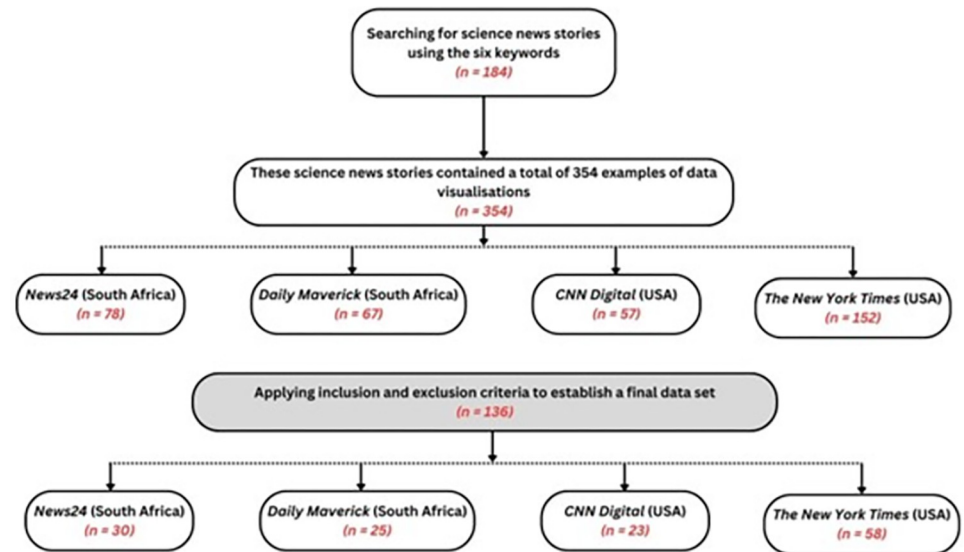 Searching for science news stories
using the six keywords
(n = 184)
These science news stories contained a total of 354 examples of data
visualisations
(n = 354)
News24 (South Africa)
(n = 78)
Daily Maverick (South Africa)
(n = 67)
CNN Digital (USA)
(n = 57)
The New York Times (USA)
(n = 152)
Applying inclusion and exclusion criteria to establish a final data set
(n = 136)
News24 (South Africa)
(n = 30)
Daily Maverick (South Africa)
(n = 25)
CNN Digital (USA)
(n = 23)
The New York Times (USA)
(n = 58)